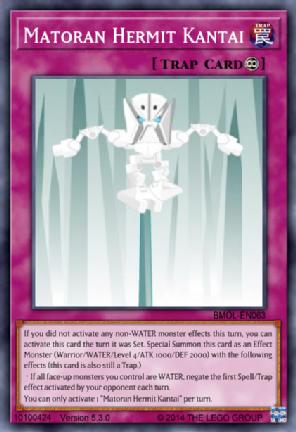 Matoran Hermit Kantai
TRAP
罠
[TRAP CARD]
BMOL-EN063
If you did not activate any non-WATER monster effects this turn, you can
activate this card the turn it was Set. Special Summon this card as an Effect
Monster (Warrior/WATER/Level 4/ATK 1000/DEF 2000) with the following
effects (this card is also still a Trap.)
· If all face-up monsters you control are WATER, negate the first Spell/Trap
effect activated by your opponent each turn.
You can only activate 1 "Matoran Hermit Kantai" per turn.
10100424 Version 5.3.0 ©2014 THE LEGO GROUP